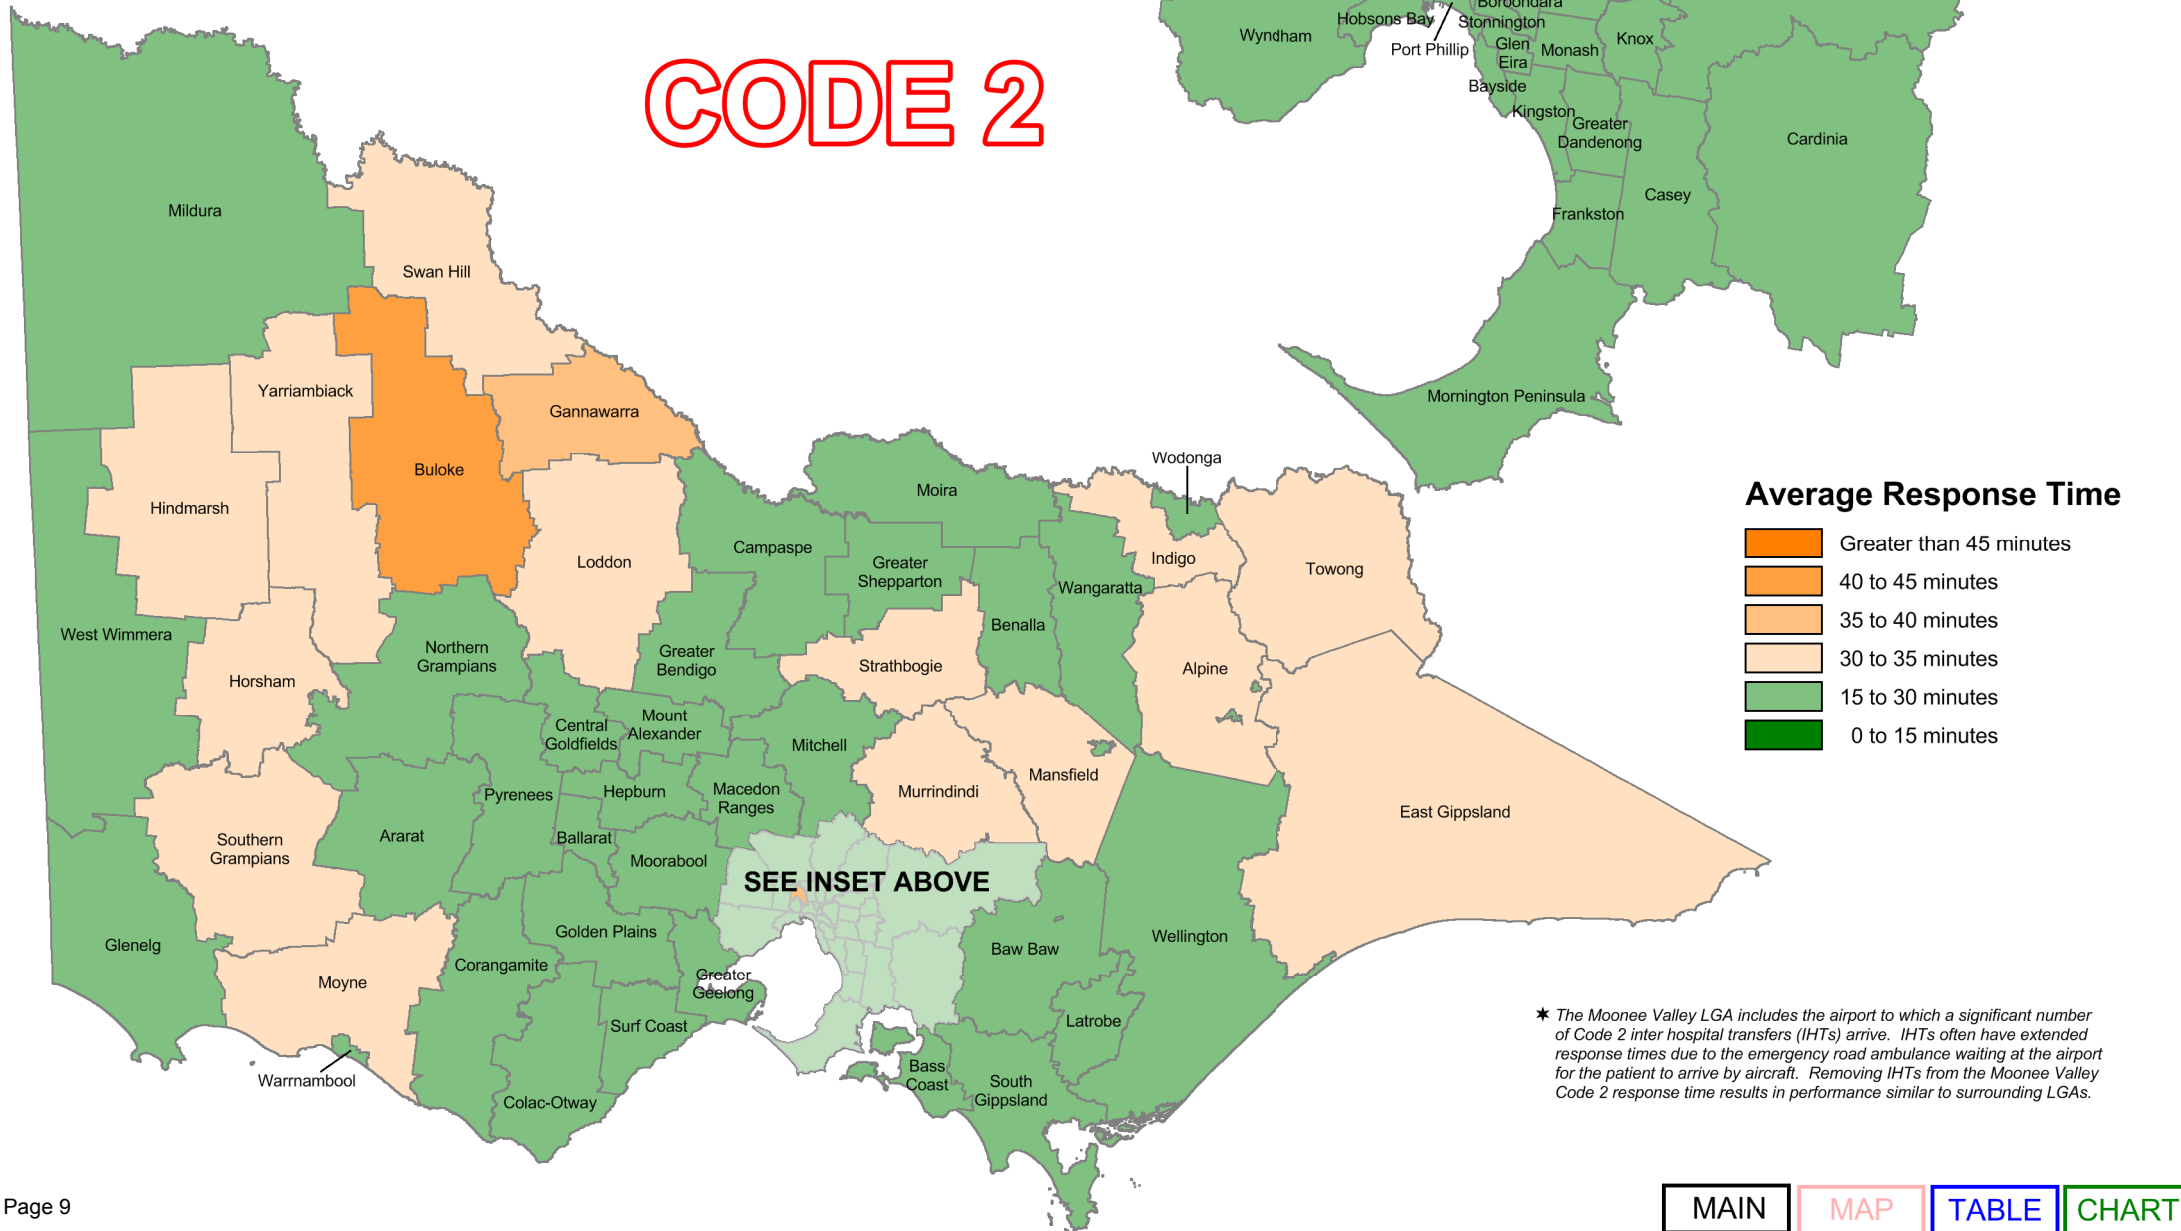 Boroondara
Hobsons Bay
Stonnington
Wyndham
Port Phillip
Glen
Eira
Monash
Knox
Bayside
Kingston
Greater
Dandenong
Cardinia
Casey
Frankston
Mornington Peninsula
CODE 2
Mildura
Swan Hill
Yarriambiack
Gannawarra
Buloke
Hindmarsh
Loddon
Wodonga
Moira
Campaspe
Greater
Shepparton
Indigo
Towong
Wangaratta
Benalla
West Wimmera
Northern
Grampians
Greater
Bendigo
Strathbogie
Alpine
Horsham
Central
Goldfields
Mount
Alexander
Mitchell
Mansfield
Murrindindi
Pyrenees
Hepburn
Macedon
Ranges
East Gippsland
Ararat
Ballarat
Southern
Grampians
Moorabool
SEE INSET ABOVE
Glenelg
Golden Plains
Baw Baw
Wellington
Corangamite
Moyne
Greater
Geelong
Surf Coast
Latrobe
Warrnambool
Bass
Coast
South
Gippsland
Colac-Otway
Average Response Time
Greater than 45 minutes
40 to 45 minutes
35 to 40 minutes
30 to 35 minutes
15 to 30 minutes
0 to 15 minutes
★ The Moonee Valley LGA includes the airport to which a significant number
of Code 2 inter hospital transfers (IHTs) arrive.  IHTs often have extended
response times due to the emergency road ambulance waiting at the airport
for the patient to arrive by aircraft.  Removing IHTs from the Moonee Valley
Code 2 response time results in performance similar to surrounding LGAs.
Page 9
MAIN
MAP
TABLE
CHART